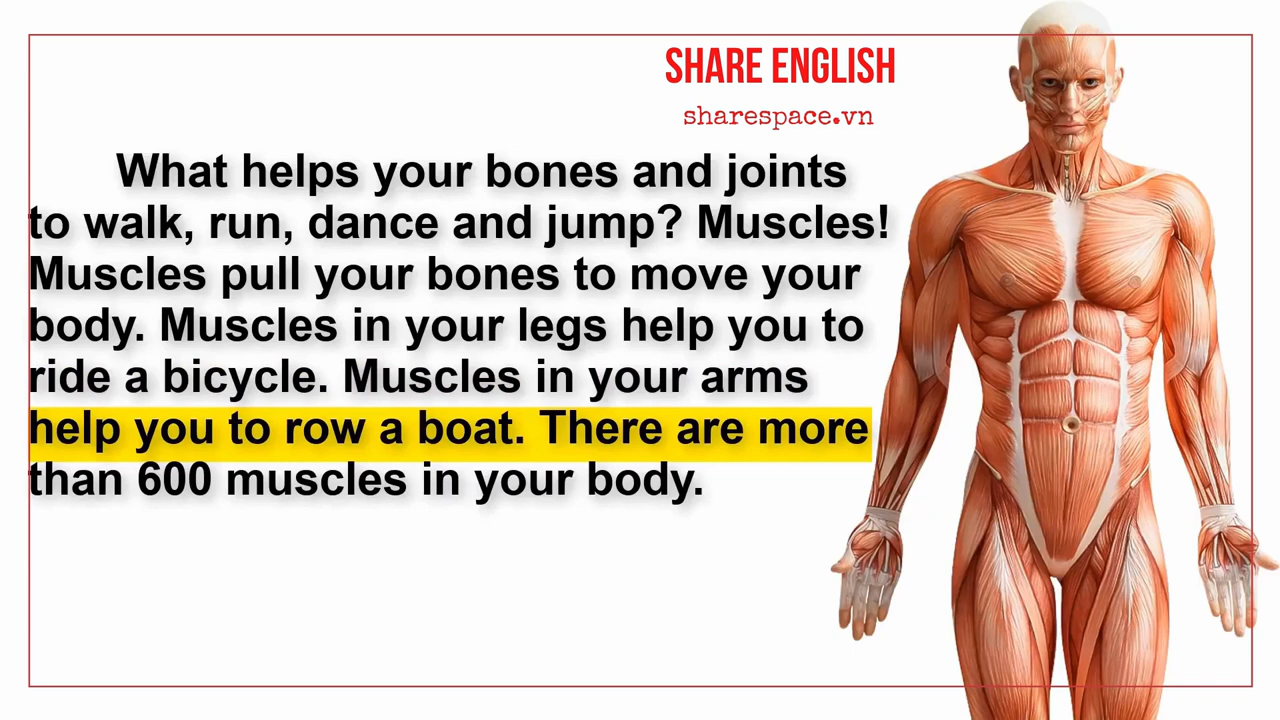 SHARE ENGLISH
sharespace.vn
What helps your bones and joints
to walk, run, dance and jump? Muscles!
Muscles pull your bones to move your
body. Muscles in your legs help you to
ride a bicycle. Muscles in your arms
help you to row a boat. There are more
than 600 muscles in your body.